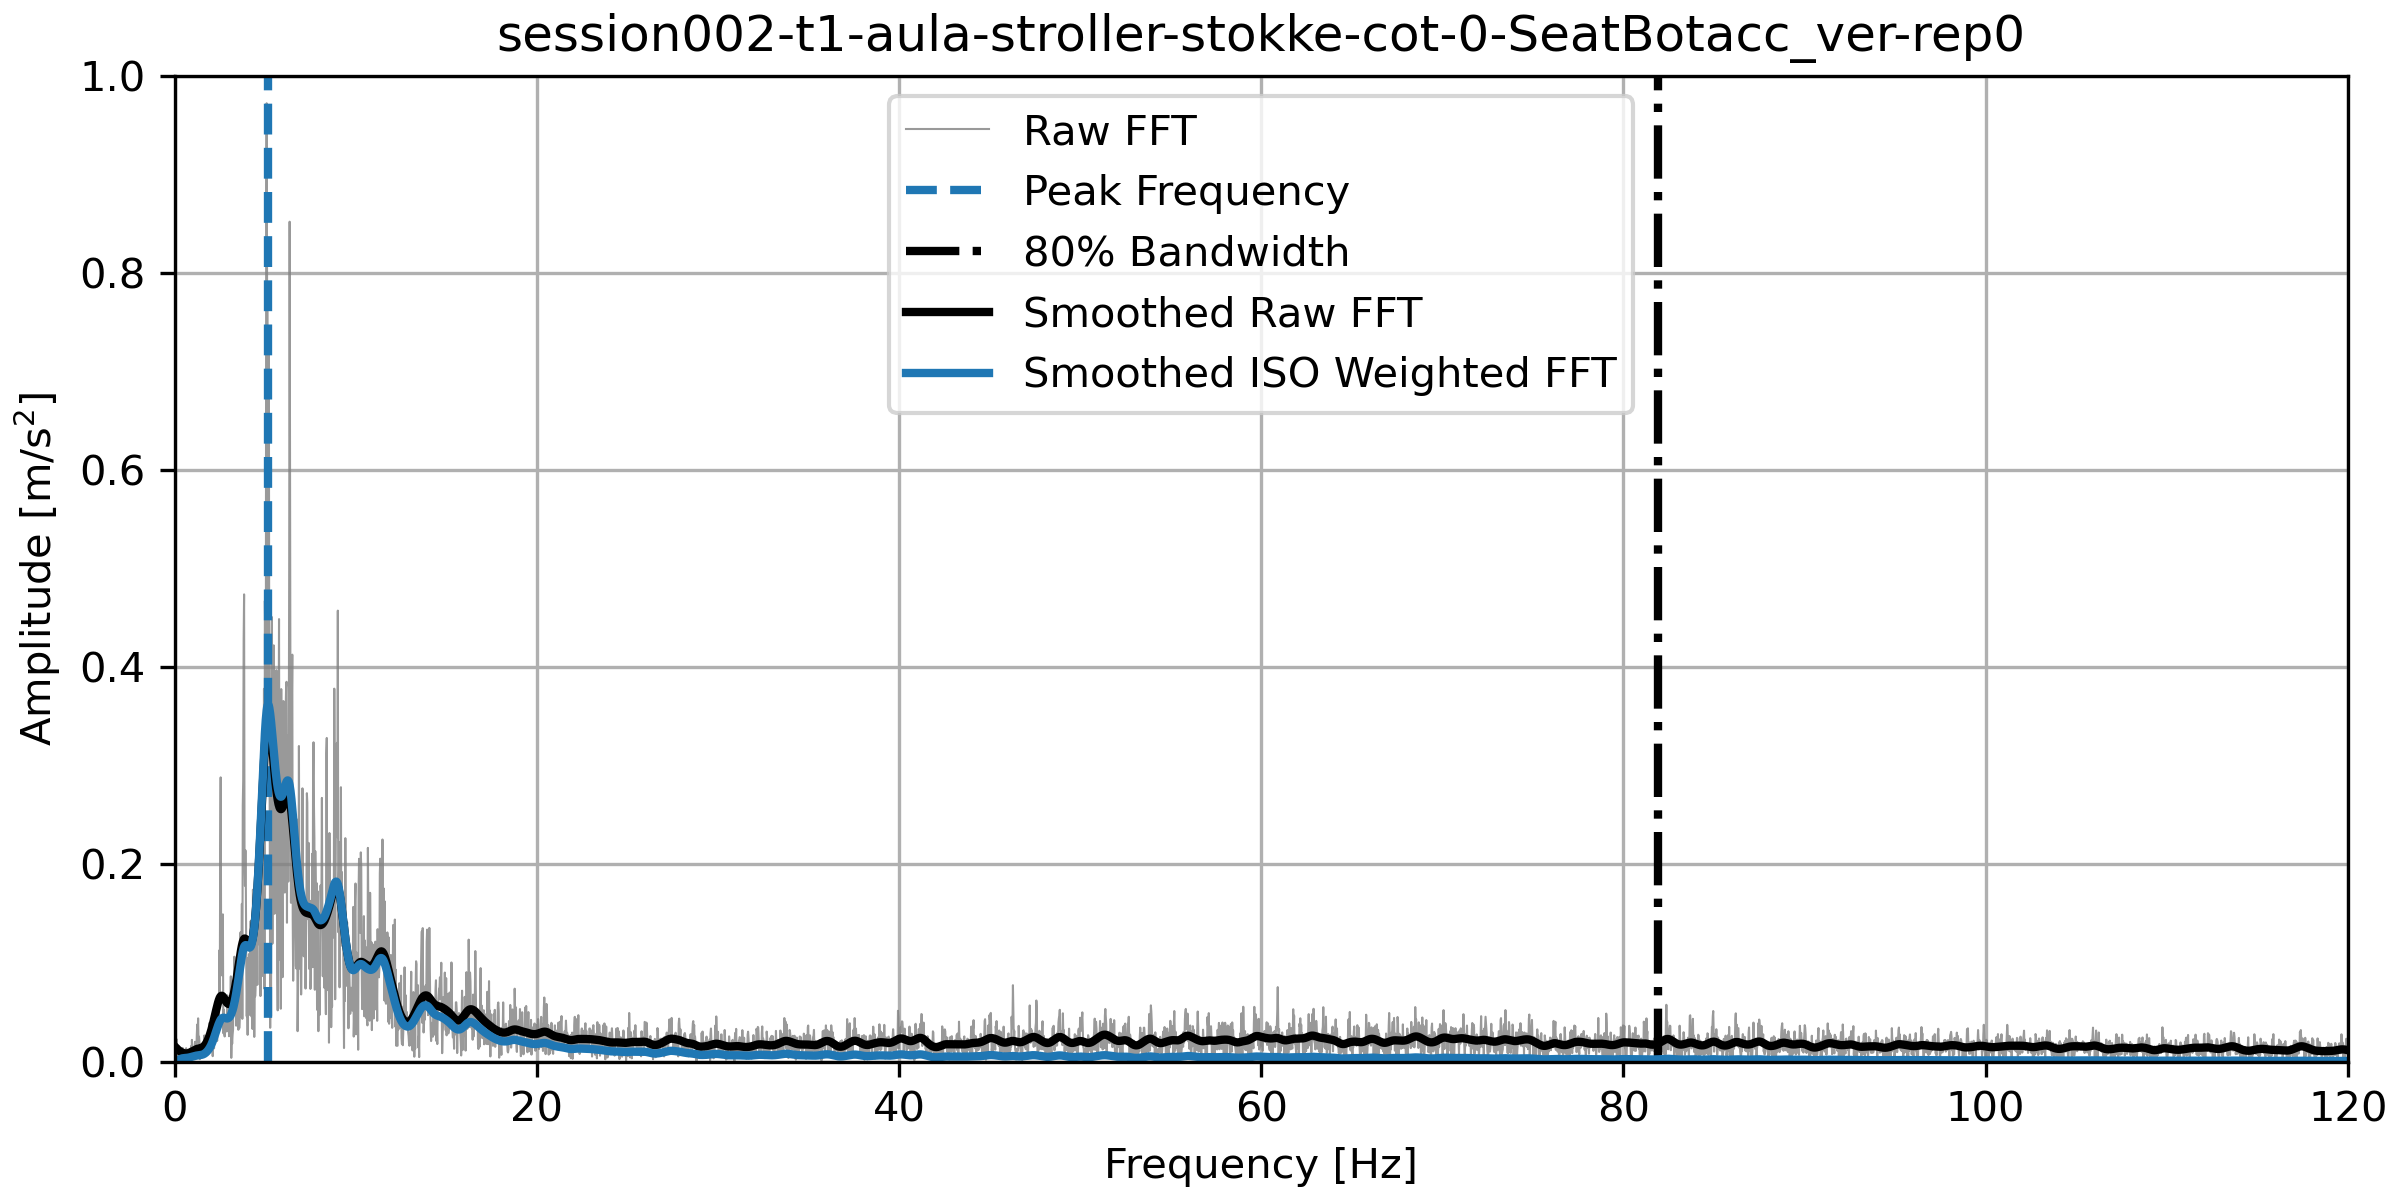 session002-t1-aula-stroller-stokke-cot-0-SeatBotacc_ver-rep0
1.0
0.8
0.6
0.4
0.2
0.0
Amplitude [m/s²]
Raw FFT
Peak Frequency
80% Bandwidth
Smoothed Raw FFT
Smoothed ISO Weighted FFT
0 20 40 60 80 100 120
Frequency [Hz]